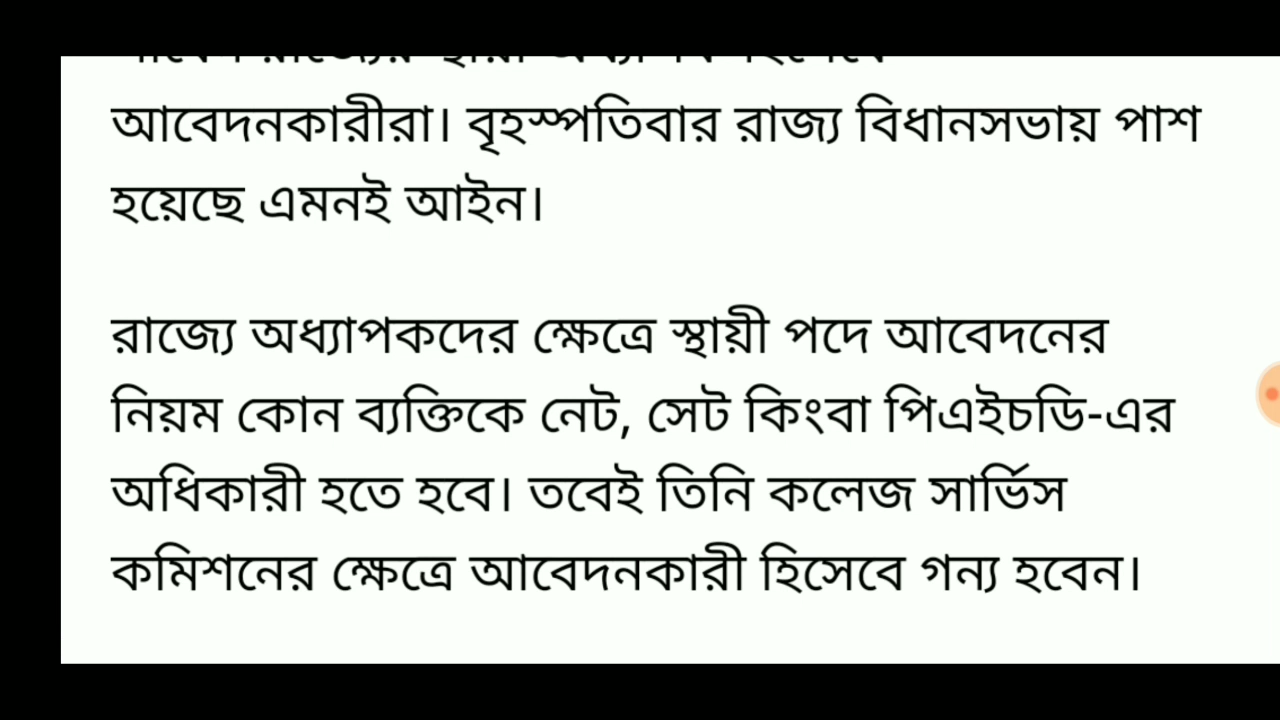 আবেদনকারীরা। বৃহস্পতিবার রাজ্য বিধানসভায় পাশ
হয়েছে এমনই আইন।
রাজ্যে অধ্যাপকদের ক্ষেত্রে স্থায়ী পদে আবেদনের
নিয়ম কোন ব্যক্তিকে নেট, সেট কিংবা পিএইচডি-এর
অধিকারী হতে হবে। তবেই তিনি কলেজ সার্ভিস
কমিশনের ক্ষেত্রে আবেদনকারী হিসেবে গন্য হবেন।